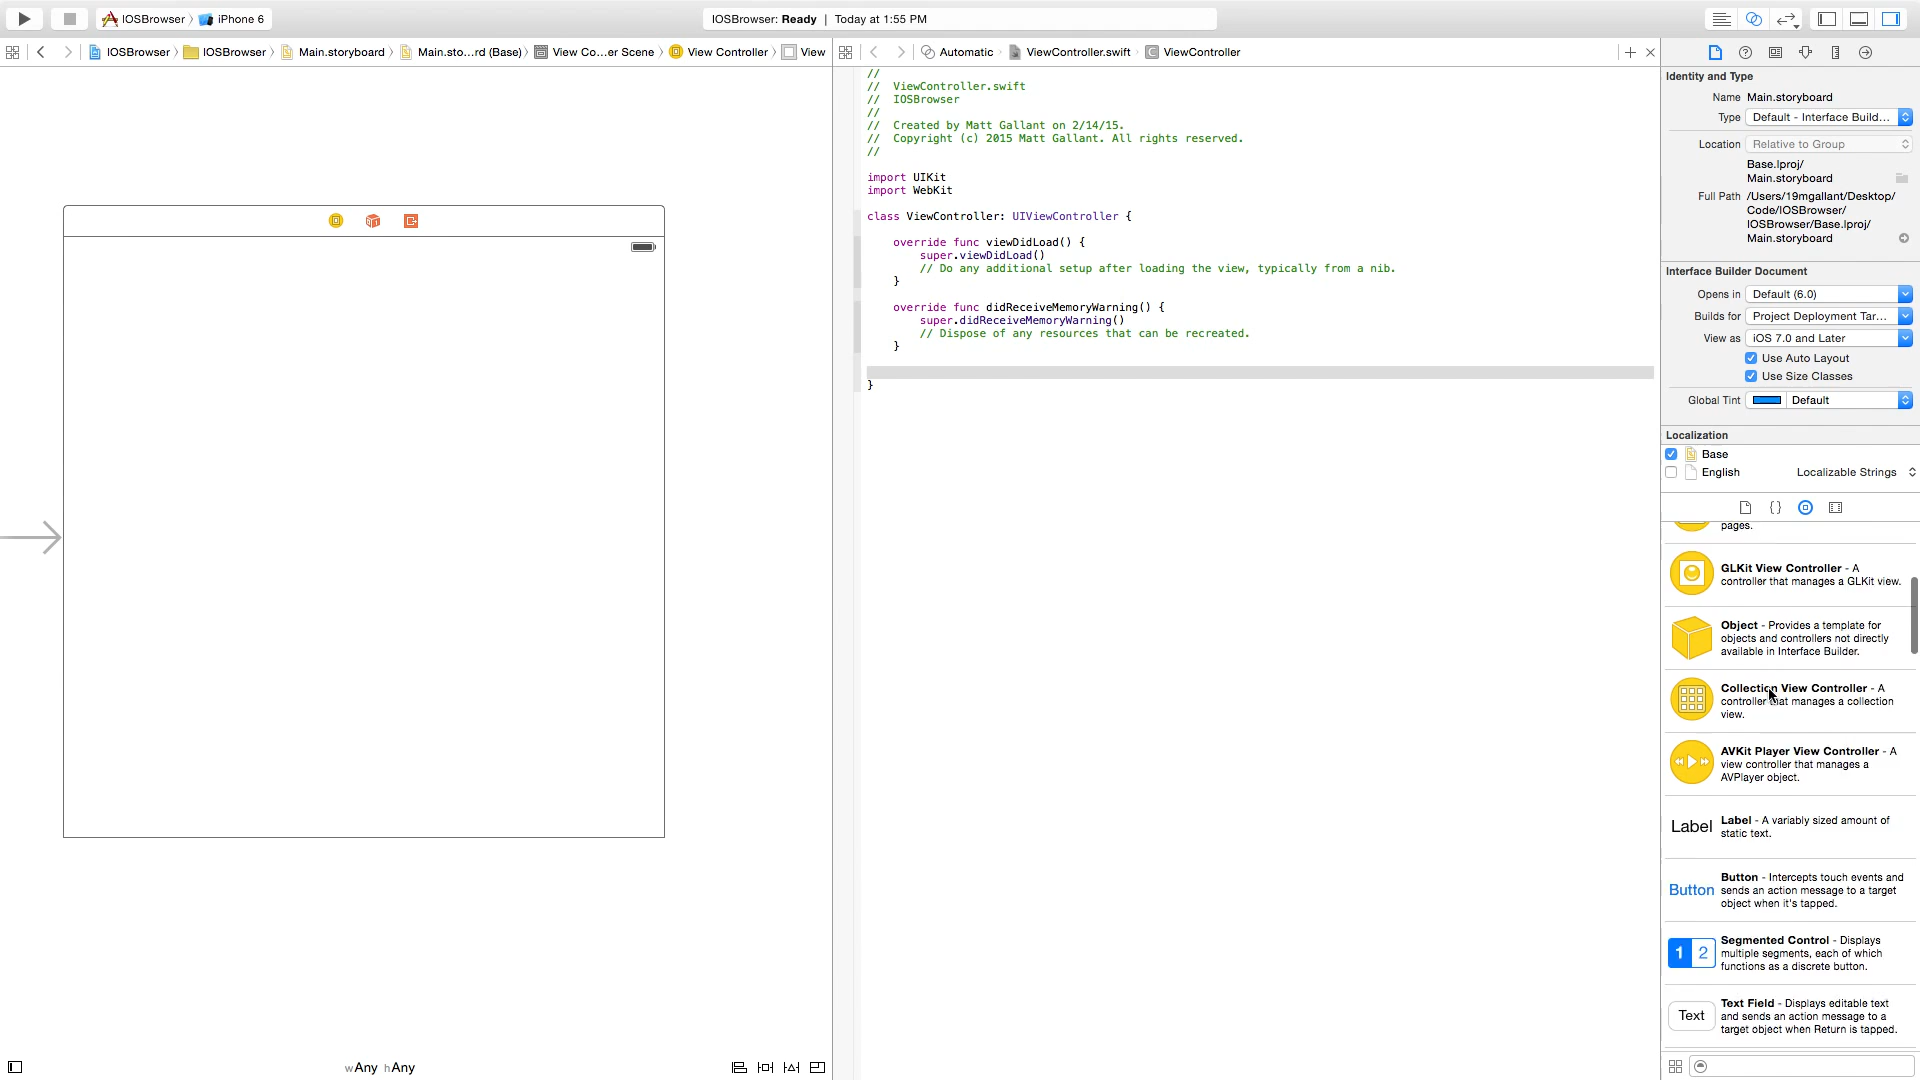 IOSBrowser 〉 iPhone 6
IOSBrowser: Ready | Today at 1:55 PM
IOSBrowser 〉 IOSBrowser 〉 Main.storyboard 〉 Main.sto...rd (Base) 〉 View Co...er Scene 〉 View Controller 〉 View
Automatic 〉 ViewController.swift 〉 ViewController
//
//  ViewController.swift
//  IOSBrowser
//
//  Created by Matt Gallant on 2/14/15.
//  Copyright (c) 2015 Matt Gallant. All rights reserved.
//
import UIKit
import WebKit
class ViewController: UIViewController {
override func viewDidLoad() {
super.viewDidLoad()
// Do any additional setup after loading the view, typically from a nib.
}
override func didReceiveMemoryWarning() {
super.didReceiveMemoryWarning()
// Dispose of any resources that can be recreated.
}
}
wAny hAny
Identity and Type
Name Main.storyboard
Type Default - Interface Build...
Location Relative to Group
Base.lproj/
Main.storyboard
Full Path /Users/19mgallant/Desktop/
Code/IOSBrowser/
IOSBrowser/Base.lproj/
Main.storyboard
Interface Builder Document
Opens in Default (6.0)
Builds for Project Deployment Tar...
View as iOS 7.0 and Later
Use Auto Layout
Use Size Classes
Global Tint Default
Localization
Base
English Localizable Strings
{}
pages.
GLKit View Controller - A
controller that manages a GLKit view.
Object - Provides a template for
objects and controllers not directly
available in Interface Builder.
Collection View Controller - A
controller that manages a collection
view.
AVKit Player View Controller - A
view controller that manages a
AVPlayer object.
Label
Label - A variably sized amount of
static text.
Button
Button - Intercepts touch events and
sends an action message to a target
object when it's tapped.
1 2
Segmented Control - Displays
multiple segments, each of which
functions as a discrete button.
Text
Text Field - Displays editable text
and sends an action message to a
target object when Return is tapped.